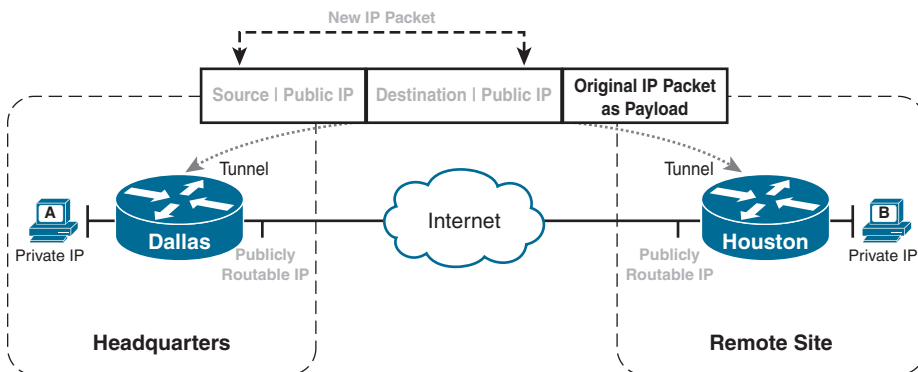 New IP Packet
Source | Public IP
Destination | Public IP
Original IP Packet
as Payload
Tunnel
Tunnel
A
Private IP
Dallas
Publicly
Routable IP
Internet
Publicly
Routable IP
Houston
B
Private IP
Headquarters
Remote Site